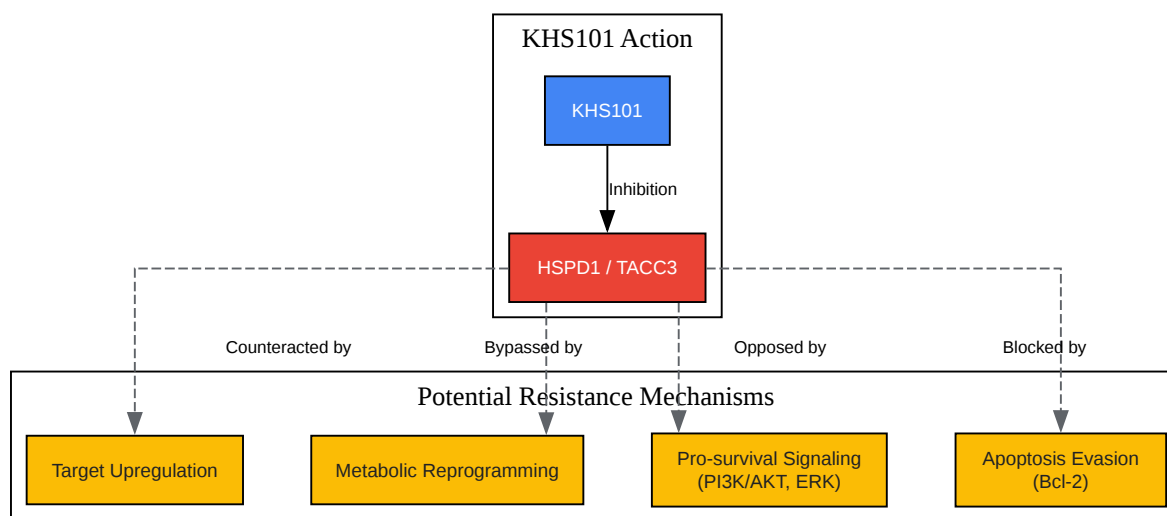 KHS101 Action
KHS101
Inhibition
HSPD1 / TACC3
Counteracted by
Bypassed by
Opposed by
Blocked by
Potential Resistance Mechanisms
Target Upregulation
Metabolic Reprogramming
Pro-survival Signaling
(PI3K/AKT, ERK)
Apoptosis Evasion
(Bcl-2)